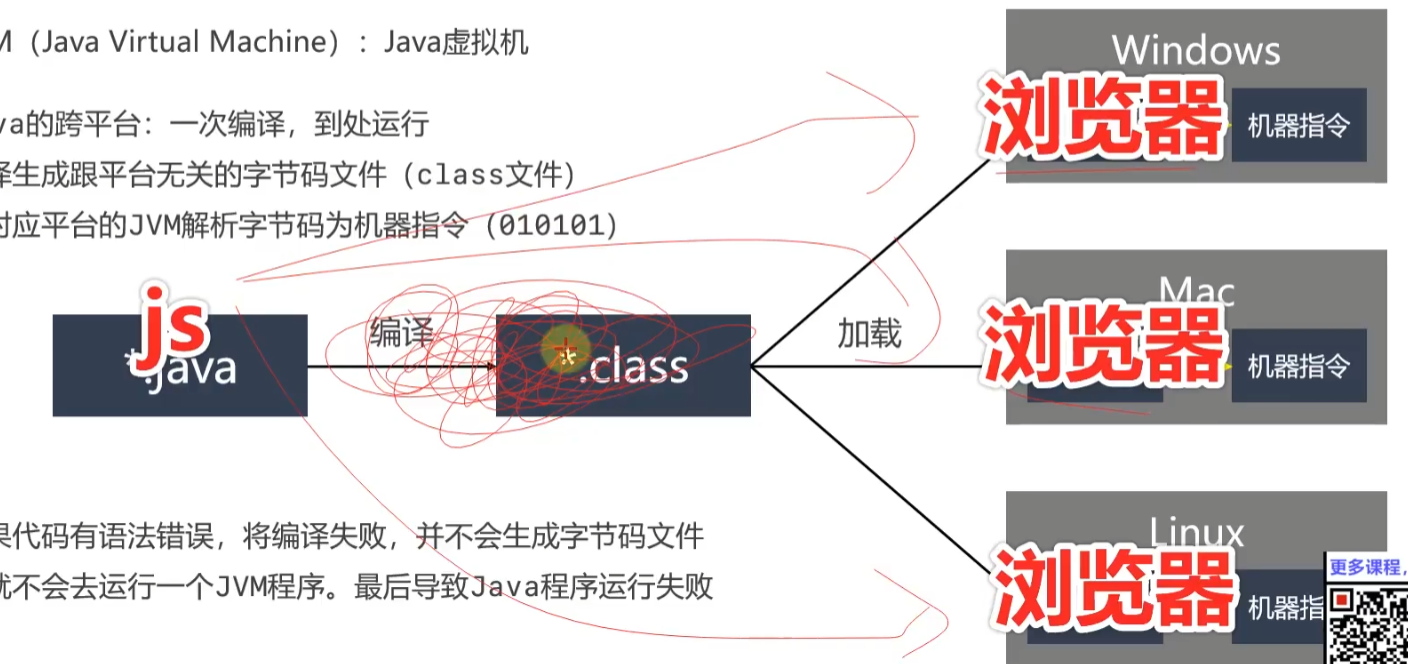 M（Java Virtual Machine）：Java虚拟机
va的跨平台：一次编译，到处运行
译生成跟平台无关的字节码文件（class文件）
对应平台的JVM解析字节码为机器指令（010101）
js
*.java
编译
*.class
加载
Windows
浏览器
机器指令
Mac
浏览器
机器指令
Linux
浏览器
机器指
更多课程,
果代码有语法错误，将编译失败，并不会生成字节码文件
就不会去运行一个JVM程序。最后导致Java程序运行失败